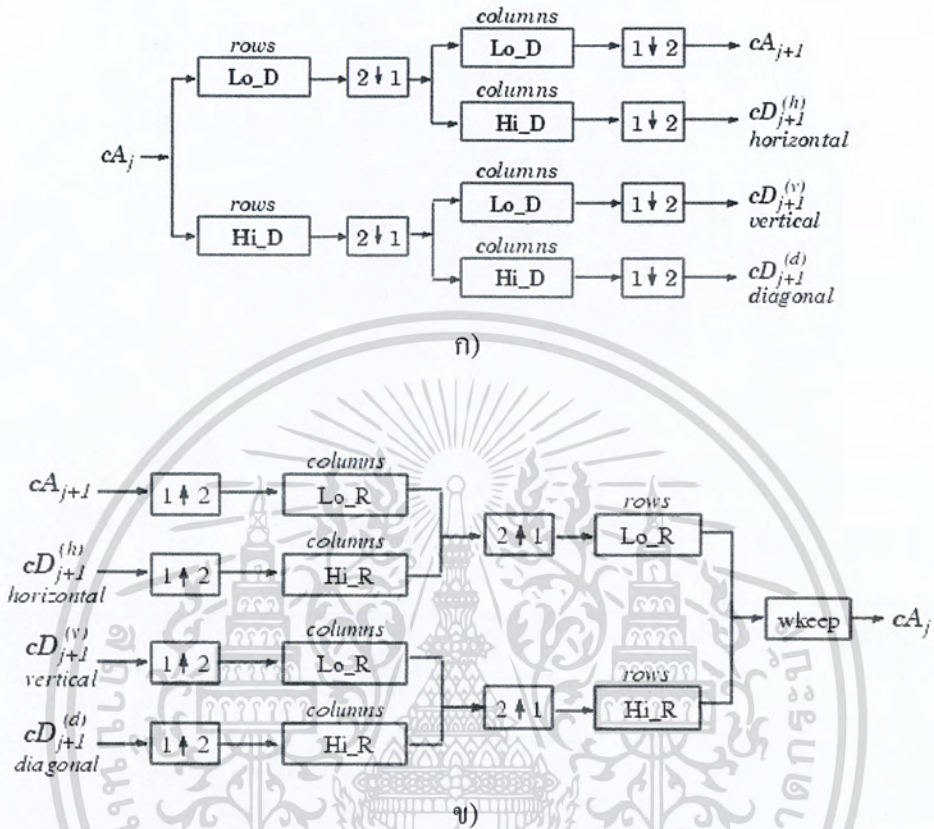 columns
rows
Lo_D
1 ↓ 2
cA_{j+1}
Lo_D
2 ↓ 1
columns
Hi_D
1 ↓ 2
cD_{j+1}^{(h)}
horizontal
cA_j
rows
columns
Lo_D
1 ↓ 2
cD_{j+1}^{(v)}
vertical
Hi_D
2 ↓ 1
columns
Hi_D
1 ↓ 2
cD_{j+1}^{(d)}
diagonal
ก)
columns
cA_{j+1}
1 ↑ 2
Lo_R
rows
2 ↑ 1
Lo_R
columns
cD_{j+1}^{(h)}
horizontal
1 ↑ 2
Hi_R
wkeep
cA_j
columns
cD_{j+1}^{(v)}
vertical
1 ↑ 2
Lo_R
rows
2 ↑ 1
Hi_R
columns
cD_{j+1}^{(d)}
diagonal
1 ↑ 2
Hi_R
ข)